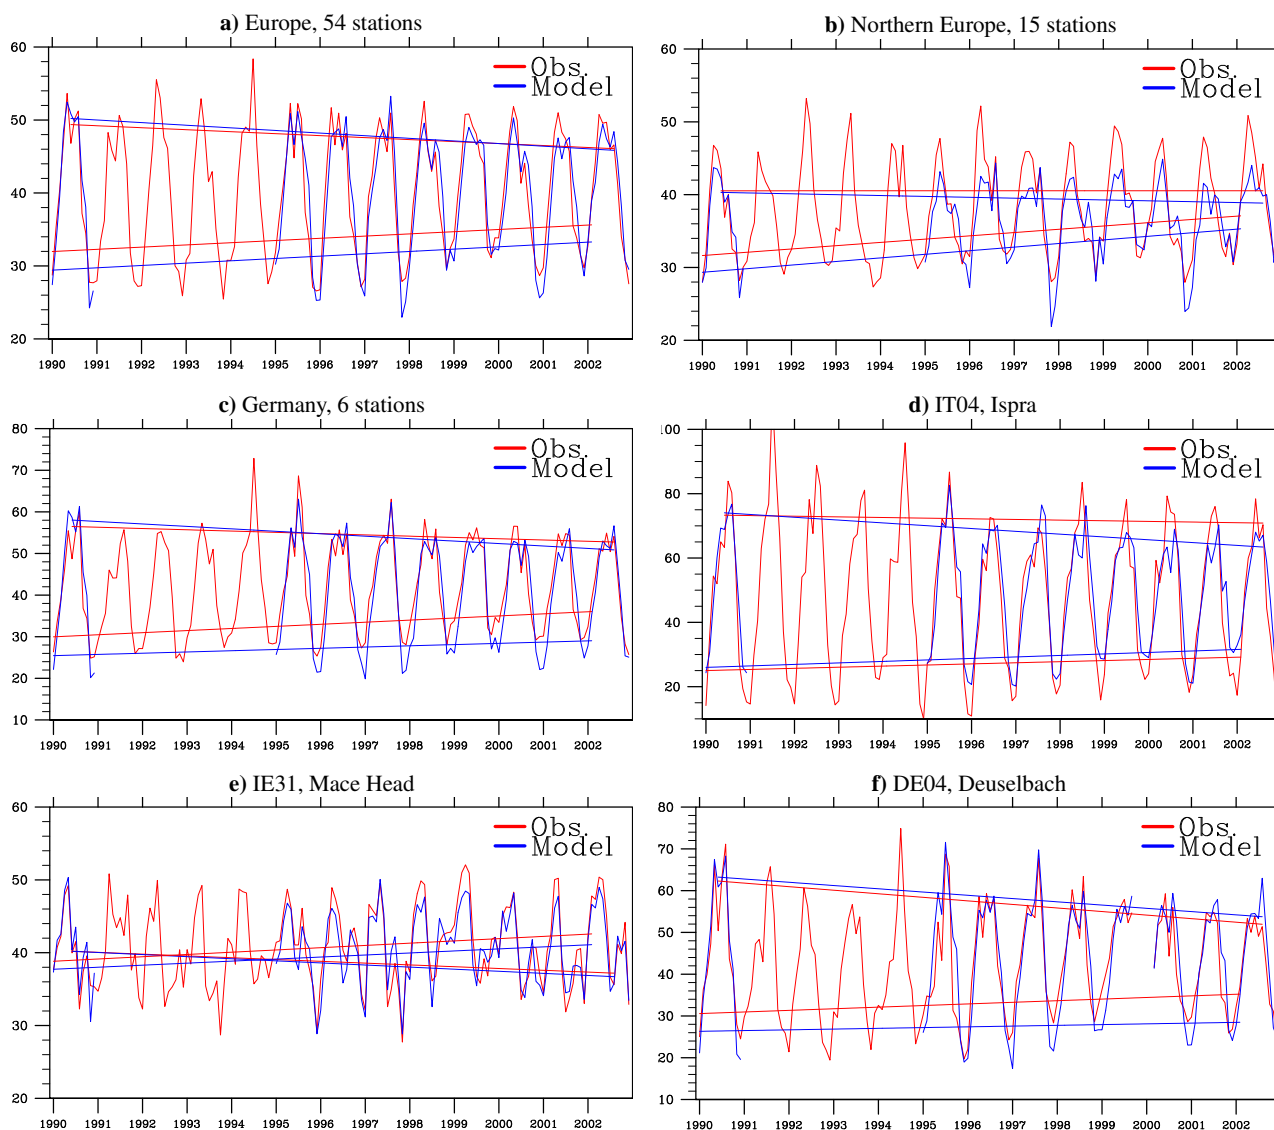 a) Europe, 54 stations
60
50
40
30
20
Obs.
Model
1990 1991 1992 1993 1994 1995 1996 1997 1998 1999 2000 2001 2002
b) Northern Europe, 15 stations
60
50
40
30
20
Obs.
Model
1990 1991 1992 1993 1994 1995 1996 1997 1998 1999 2000 2001 2002
c) Germany, 6 stations
80
70
60
50
40
30
20
10
Obs.
Model
1990 1991 1992 1993 1994 1995 1996 1997 1998 1999 2000 2001 2002
d) IT04, Ispra
100
80
60
40
20
Obs.
Model
1990 1991 1992 1993 1994 1995 1996 1997 1998 1999 2000 2001 2002
e) IE31, Mace Head
60
50
40
30
20
Obs.
Model
1990 1991 1992 1993 1994 1995 1996 1997 1998 1999 2000 2001 2002
f) DE04, Deuselbach
80
70
60
50
40
30
20
10
Obs.
Model
1990 1991 1992 1993 1994 1995 1996 1997 1998 1999 2000 2001 2002